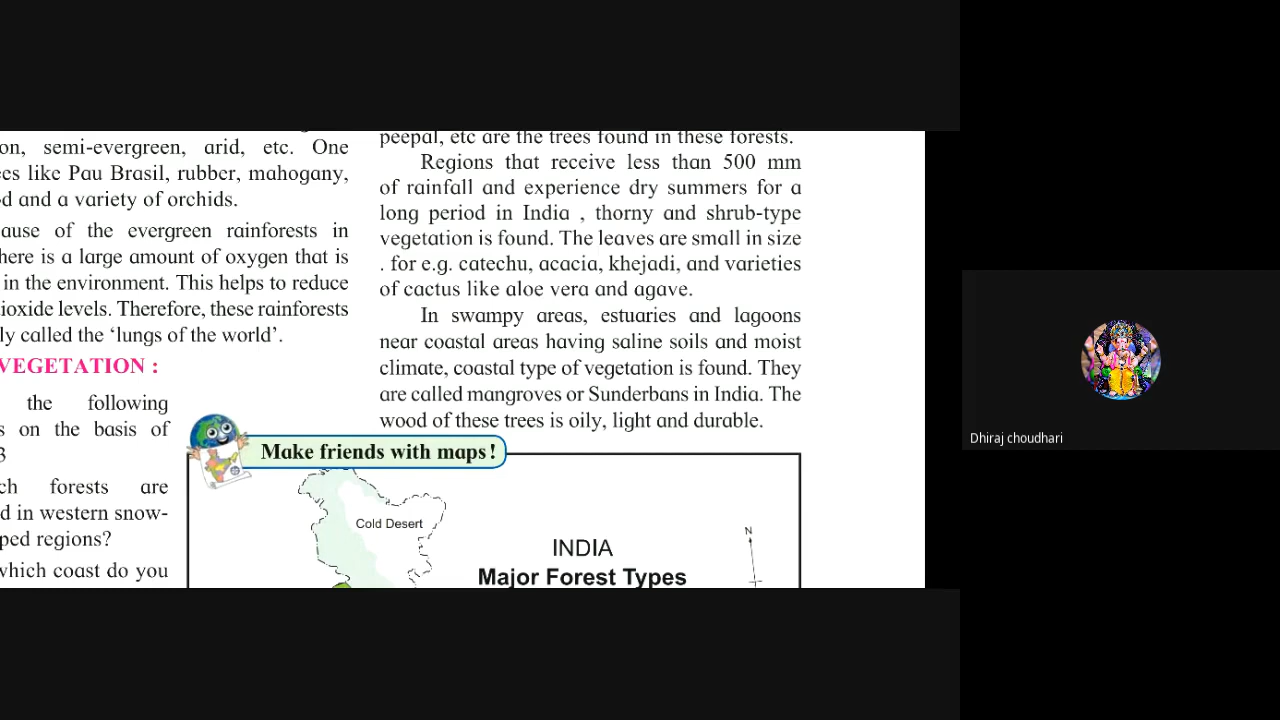 on, semi-evergreen, arid, etc. One
ees like Pau Brasil, rubber, mahogany,
d and a variety of orchids.
ause of the evergreen rainforests in
here is a large amount of oxygen that is
in the environment. This helps to reduce
ioxide levels. Therefore, these rainforests
ly called the ‘lungs of the world’.
VEGETATION :
the following
s on the basis of
3
ch forests are
d in western snow-
ped regions?
which coast do you
peepal, etc are the trees found in these forests.
Regions that receive less than 500 mm
of rainfall and experience dry summers for a
long period in India , thorny and shrub-type
vegetation is found. The leaves are small in size
. for e.g. catechu, acacia, khejadi, and varieties
of cactus like aloe vera and agave.
In swampy areas, estuaries and lagoons
near coastal areas having saline soils and moist
climate, coastal type of vegetation is found. They
are called mangroves or Sunderbans in India. The
wood of these trees is oily, light and durable.
Make friends with maps!
Cold Desert
N
INDIA
Major Forest Types
Dhiraj choudhari